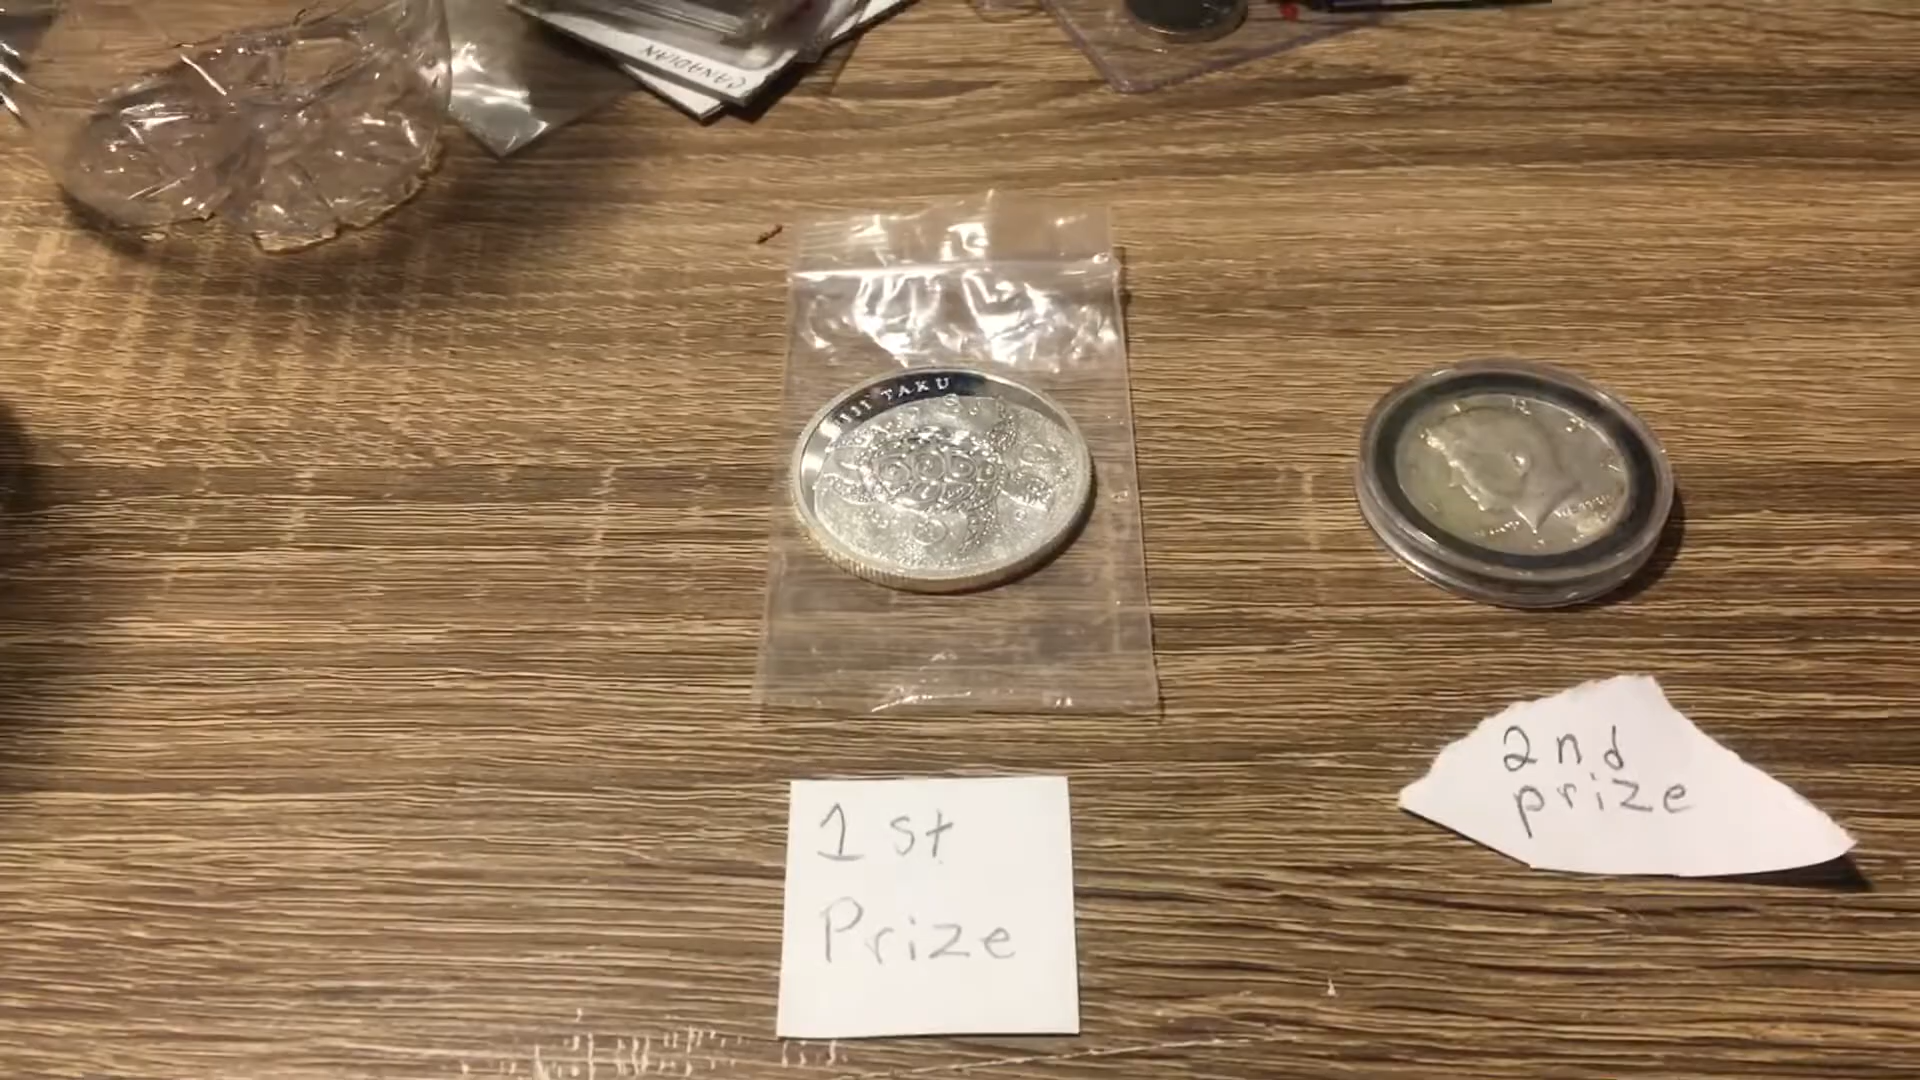 CANADIAN
FIJI TAKU
1st
Prize
2nd
prize